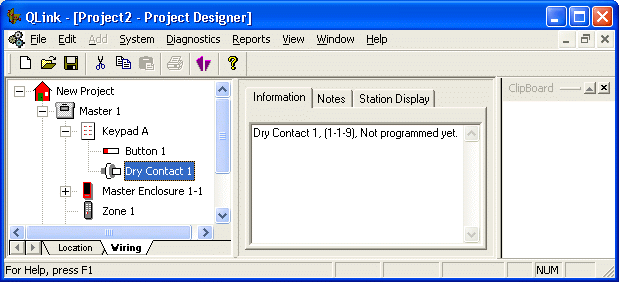 QLink - [Project2 - Project Designer]
File Edit Add System Diagnostics Reports View Window Help
New Project
Master 1
Keypad A
Button 1
Dry Contact 1
Master Enclosure 1-1
Zone 1
Location Wiring
Information Notes Station Display
Dry Contact 1, (1-1-9), Not programmed yet.
ClipBoard
For Help, press F1
NUM